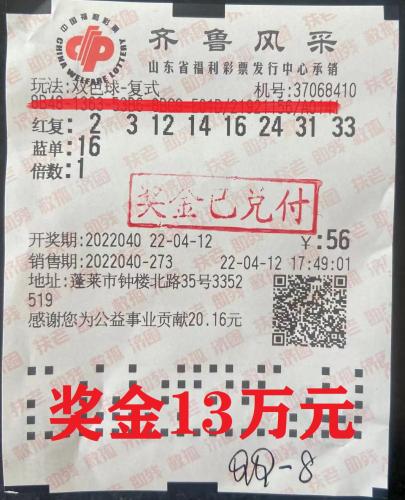 中国福利彩票
CHINA WELFARE LOTTERY
齐鲁风采
山东省福利彩票发行中心承销
玩法:双色球-复式 机号:37068410
红复: 2 3 12 14 16 24 31 33
蓝单:16
倍数:1
奖金已兑付
开奖期:2022040 22-04-12 ¥:56
销售期:2022040-273 22-04-12 17:49:01
地址:蓬莱市钟楼北路35号3352
519
感谢您为公益事业贡献20.16元
奖金13万元